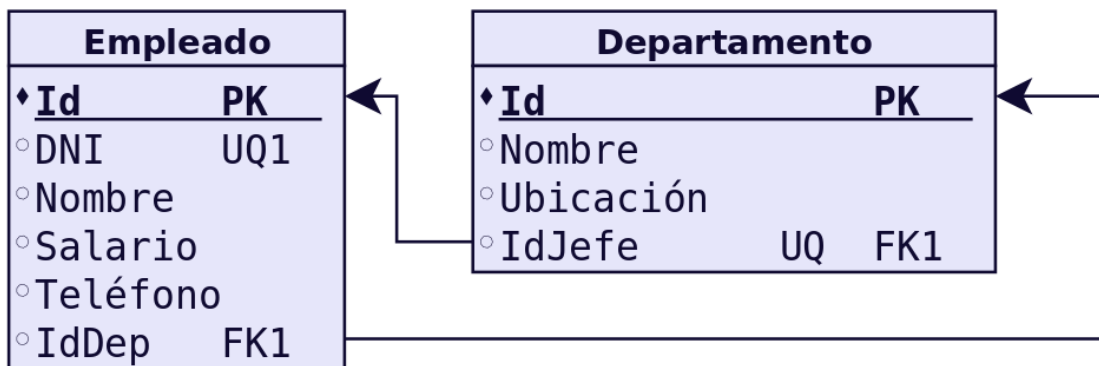 Empleado
Id PK
DNI UQ1
Nombre
Salario
Teléfono
IdDep FK1
Departamento
Id PK
Nombre
Ubicación
IdJefe UQ FK1